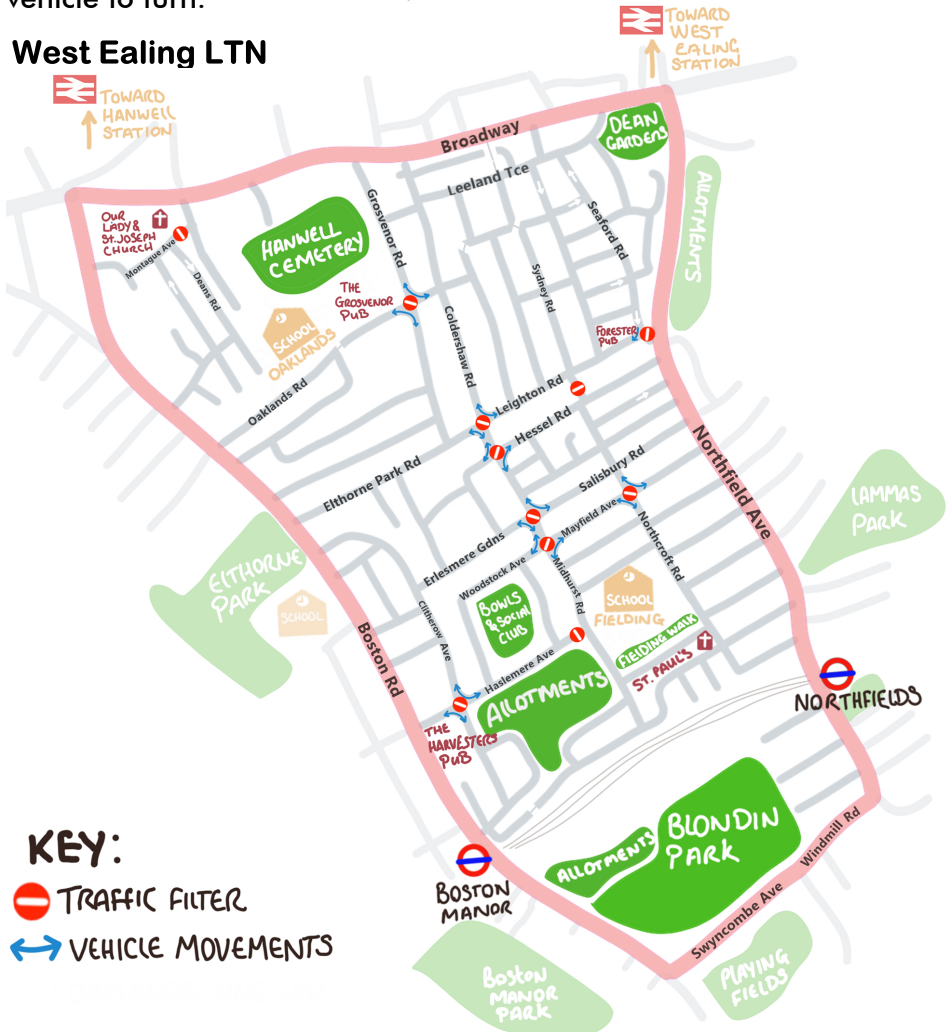 vehicle to turn.
West Ealing LTN
TOWARD
WEST
EALING
STATION
TOWARD
HANWELL
STATION
Broadway
DEAN
GARDENS
Leeland Tce
ALLOTMENTS
OUR
LADY &
ST. JOSEPH
CHURCH
Montague Ave
Deans Rd
HANWELL
CEMETERY
Grosvenor Rd
Seaford Rd
Sydney Rd
THE
GROSVENOR
PUB
SCHOOL
OAKLANDS
Coldershaw Rd
FORESTER
PUB
Oaklands Rd
Leighton Rd
Hessel Rd
Elthorne Park Rd
Salisbury Rd
Northfield Ave
LAMMAS
PARK
Mayfield Ave
Erlesmere Gdns
Northcroft Rd
Woodstock Ave
Midhurst Rd
ELTHORNE
PARK
SCHOOL
BOWLS
& SOCIAL
CLUB
SCHOOL
FIELDING
Clitherow Ave
Boston Rd
FIELDING WALK
ST. PAUL'S
Haslemere Ave
ALLOTMENTS
NORTHFIELDS
THE
HARVESTERS
PUB
BLONDIN
PARK
ALLOTMENTS
Windmill Rd
Swyncombe Ave
BOSTON
MANOR
BOSTON
MANOR
PARK
PLAYING
FIELDS
KEY:
TRAFFIC FILTER
VEHICLE MOVEMENTS